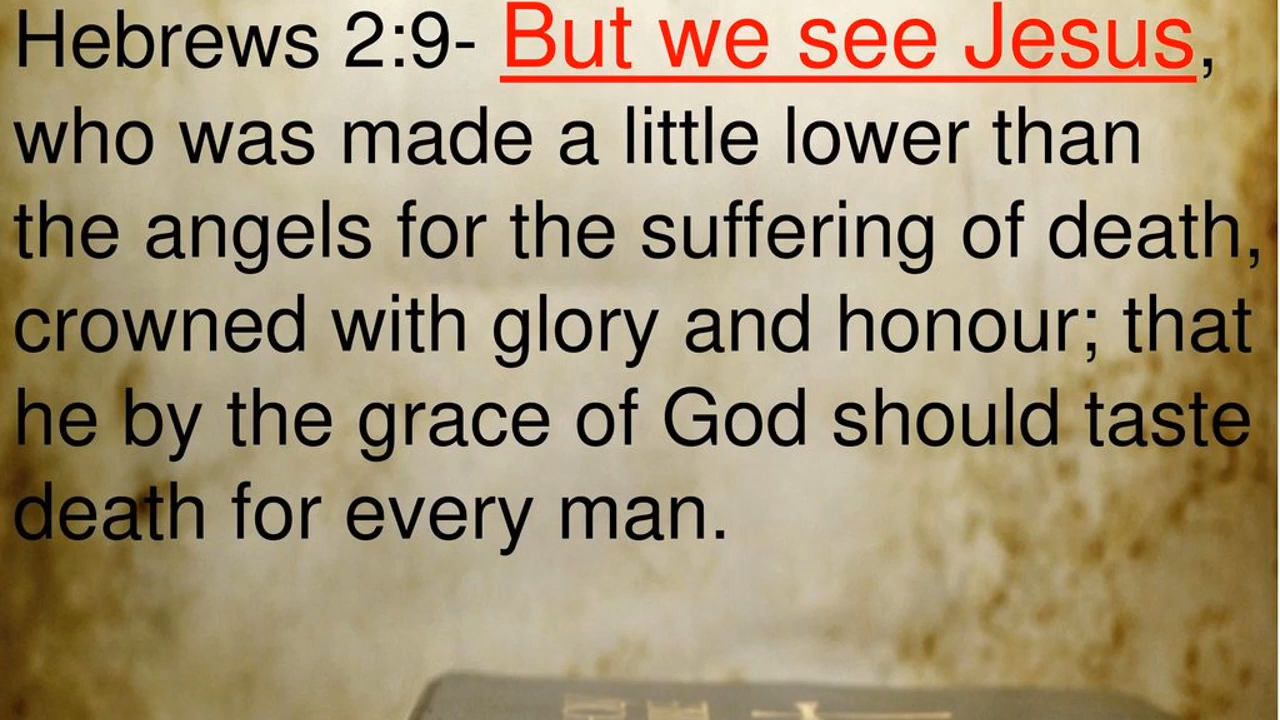 Hebrews 2:9- But we see Jesus,
who was made a little lower than
the angels for the suffering of death,
crowned with glory and honour; that
he by the grace of God should taste
death for every man.